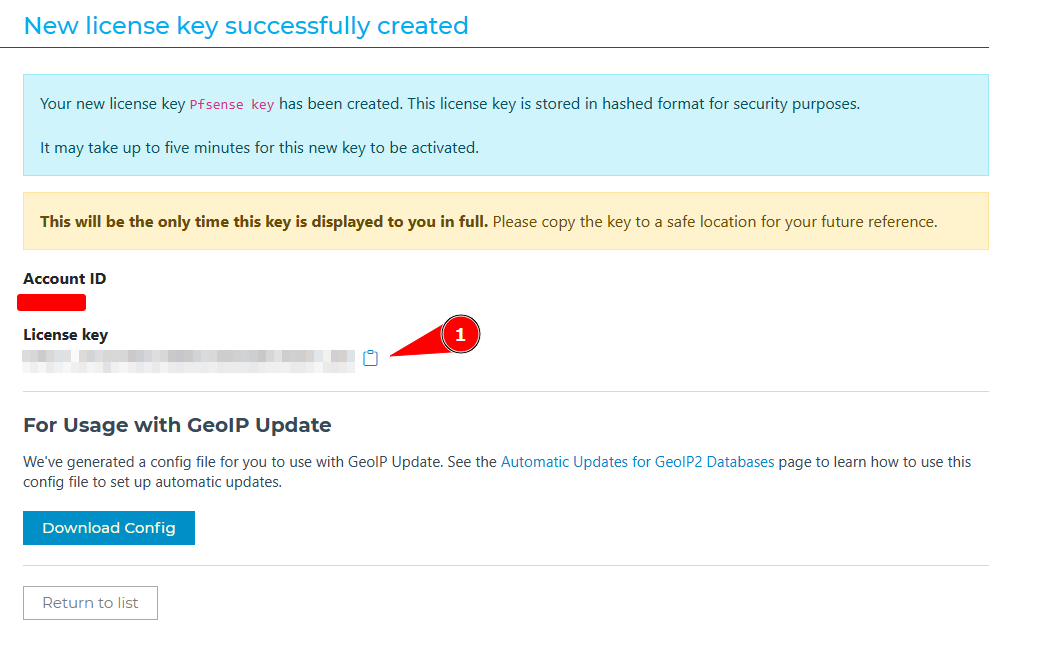 New license key successfully created
Your new license key Pfsense key has been created. This license key is stored in hashed format for security purposes.
It may take up to five minutes for this new key to be activated.
This will be the only time this key is displayed to you in full. Please copy the key to a safe location for your future reference.
Account ID
License key
1
For Usage with GeoIP Update
We've generated a config file for you to use with GeoIP Update. See the Automatic Updates for GeoIP2 Databases page to learn how to use this
config file to set up automatic updates.
Download Config
Return to list